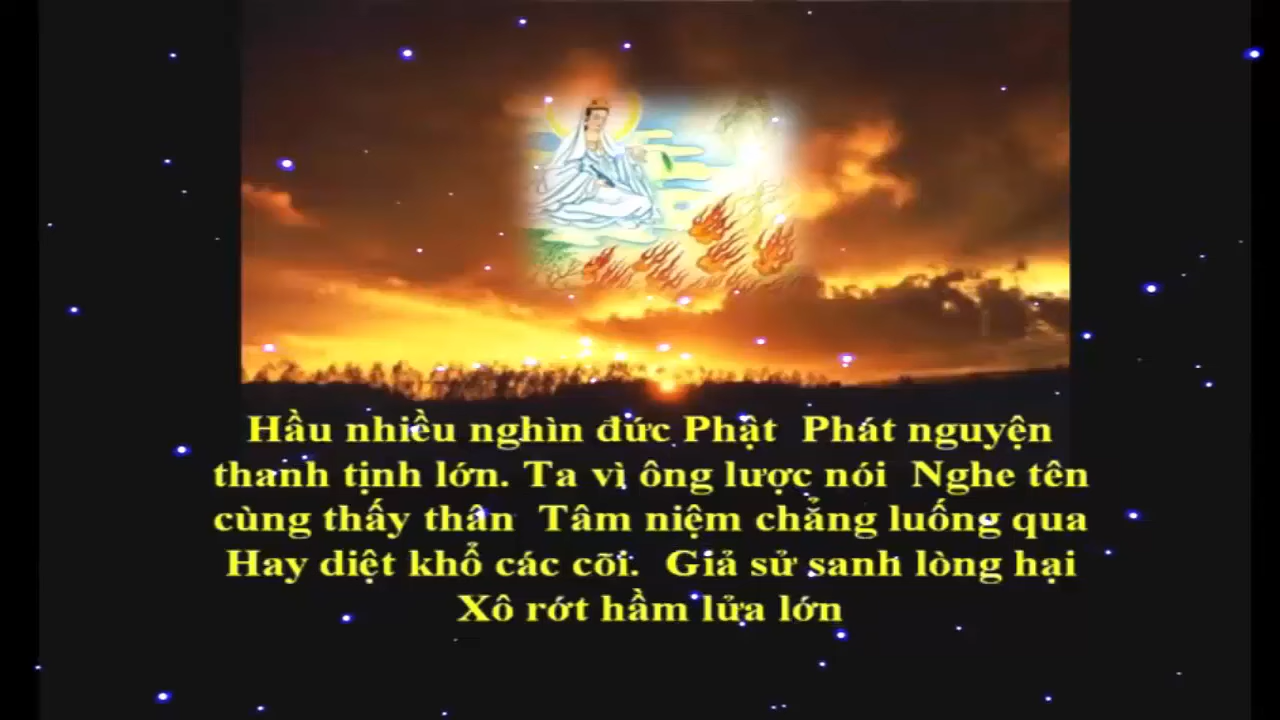 Hầu nhiều nghìn đức Phật  Phát nguyện
thanh tịnh lớn. Ta vì ông lược nói  Nghe tên
cùng thấy thân  Tâm niệm chẳng luống qua
Hay diệt khổ các cõi.  Giả sử sanh lòng hại
Xô rớt hầm lửa lớn